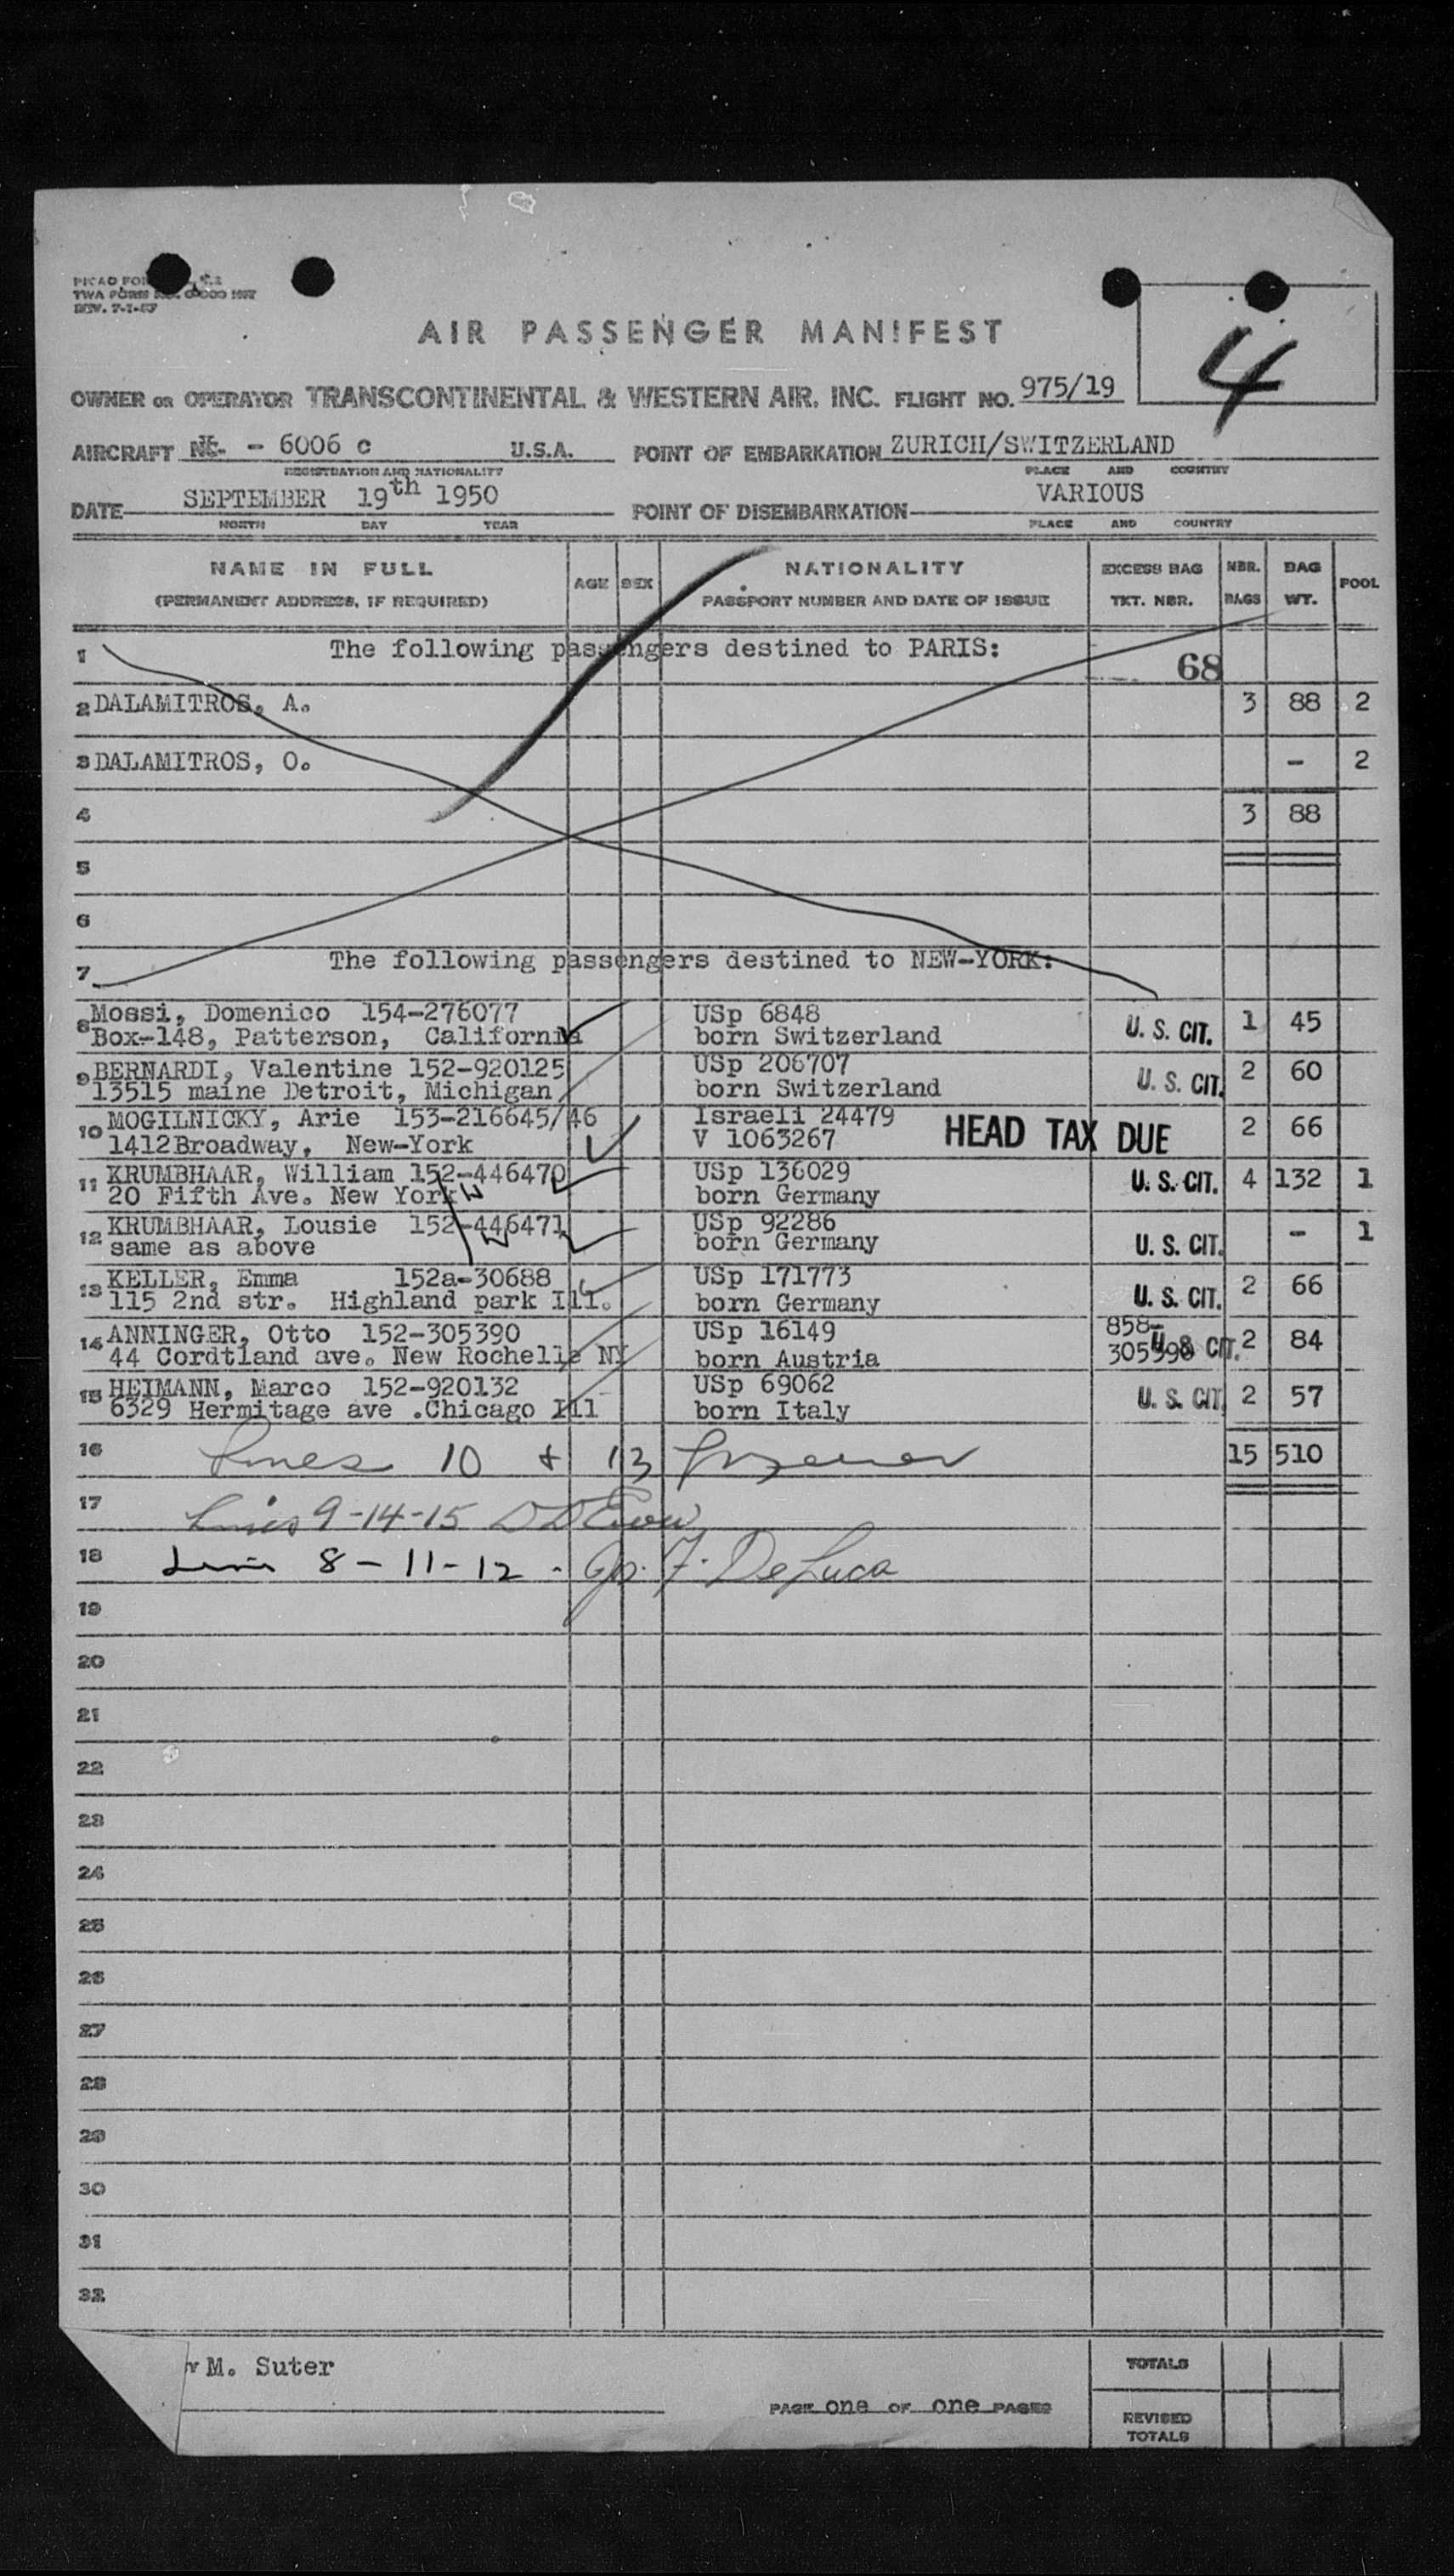 AIR PASSENGER MANIFEST
4
OWNER OR OPERATOR TRANSCONTINENTAL & WESTERN AIR, INC. FLIGHT NO. 975/19
AIRCRAFT - 6006 c U.S.A. POINT OF EMBARKATION ZURICH/SWITZERLAND
REGISTRATION AND NATIONALITY PLACE AND COUNTRY
DATE SEPTEMBER 19th 1950 POINT OF DISEMBARKATION VARIOUS
MONTH DAY YEAR PLACE AND COUNTRY
NAME IN FULL AGE SEX NATIONALITY EXCESS BAG NBR. BAG POOL
(PERMANENT ADDRESS, IF REQUIRED) PASSPORT NUMBER AND DATE OF ISSUE TKT. NBR. BAGS WT.
1 The following passengers destined to PARIS: 68
2 DALAMITROS, A. 3 88 2
3 DALAMITROS, O. - 2
4 3 88
5
6
7 The following passengers destined to NEW-YORK:
8 Mossi, Domenico 154-276077 USp 6848 U. S. CIT. 1 45
Box-148, Patterson, California born Switzerland
9 BERNARDI, Valentine 152-920125 USp 206707 U. S. CIT. 2 60
13515 maine Detroit, Michigan born Switzerland
10 MOGILNICKY, Arie 153-216645/46 Israeli 24479 HEAD TAX DUE 2 66
1412Broadway, New-York V 1063267
11 KRUMBHAAR, William 152-446470 USp 136029 U. S. CIT. 4 132 1
20 Fifth Ave. New York born Germany
12 KRUMBHAAR, Lousie 152-446471 USp 92286 U. S. CIT. - 1
same as above born Germany
13 KELLER, Emma 152a-30688 USp 171773 U. S. CIT. 2 66
115 2nd str. Highland park Ill. born Germany
14 ANNINGER, Otto 152-305390 USp 16149 858- U. S. CIT. 2 84
44 Cordtland ave. New Rochelle NY born Austria 305390
15 HEIMANN, Marco 152-920132 USp 69062 U. S. CIT. 2 57
6329 Hermitage ave .Chicago Ill born Italy
16 Lines 10 + 13 15 510
17 Lines 9-14-15
18 Lines 8-11-12 - F. DeLuca
19
20
21
22
23
24
25
26
27
28
29
30
31
32
M. Suter TOTALS
PAGE one OF one PAGES REVISED
TOTALS